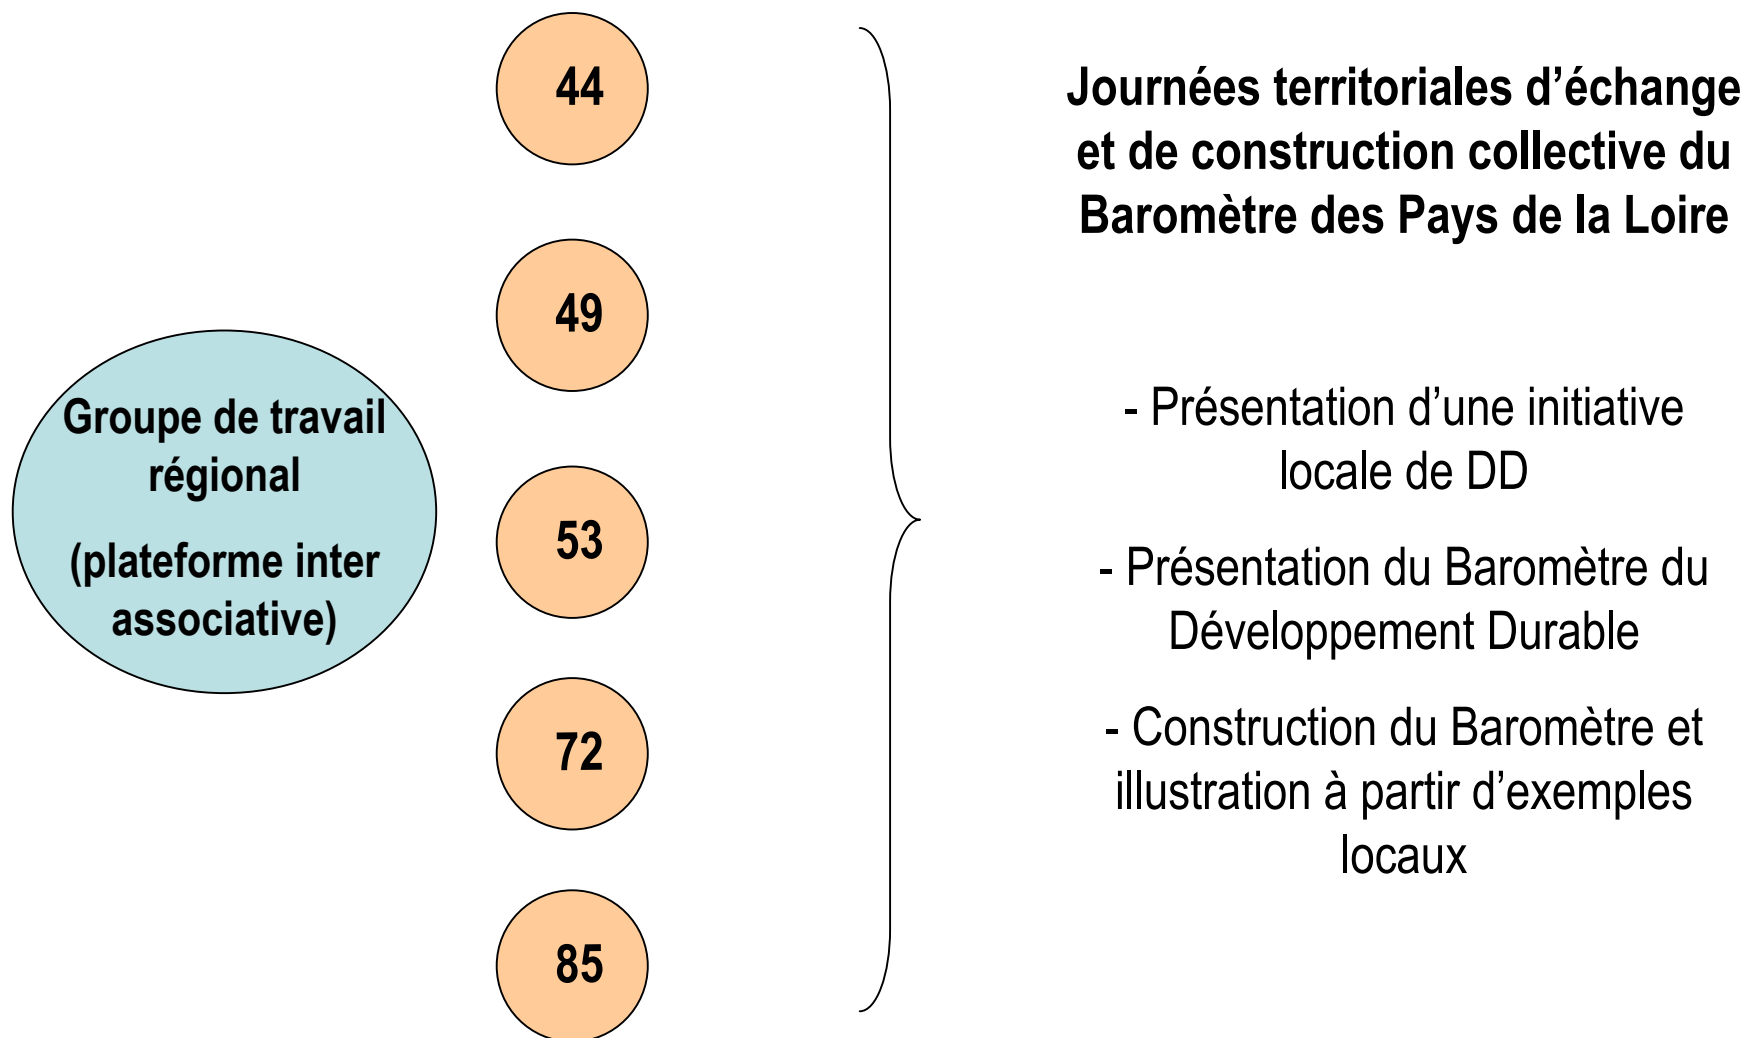 Groupe de travail
régional
(plateforme inter
associative)
44
49
53
72
85
Journées territoriales d’échange
et de construction collective du
Baromètre des Pays de la Loire
- Présentation d’une initiative
locale de DD
- Présentation du Baromètre du
Développement Durable
- Construction du Baromètre et
illustration à partir d’exemples
locaux